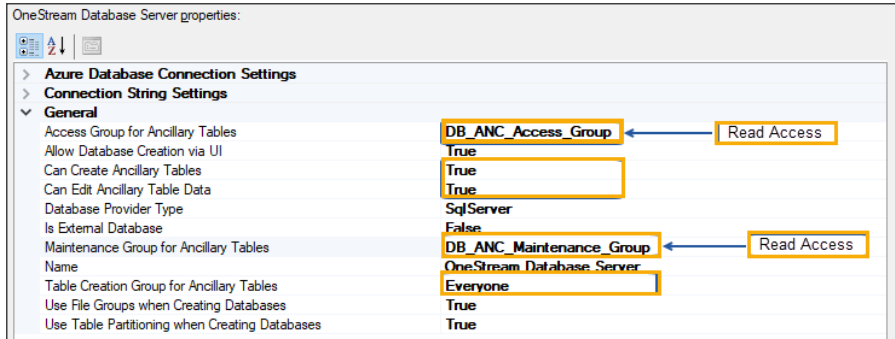 OneStream Database Server properties:
Azure Database Connection Settings
Connection String Settings
General
Access Group for Ancillary Tables DB_ANC_Access_Group Read Access
Allow Database Creation via UI True
Can Create Ancillary Tables True
Can Edit Ancillary Table Data True
Database Provider Type SqlServer
Is External Database False
Maintenance Group for Ancillary Tables DB_ANC_Maintenance_Group Read Access
Name OneStream Database Server
Table Creation Group for Ancillary Tables Everyone
Use File Groups when Creating Databases True
Use Table Partitioning when Creating Databases True